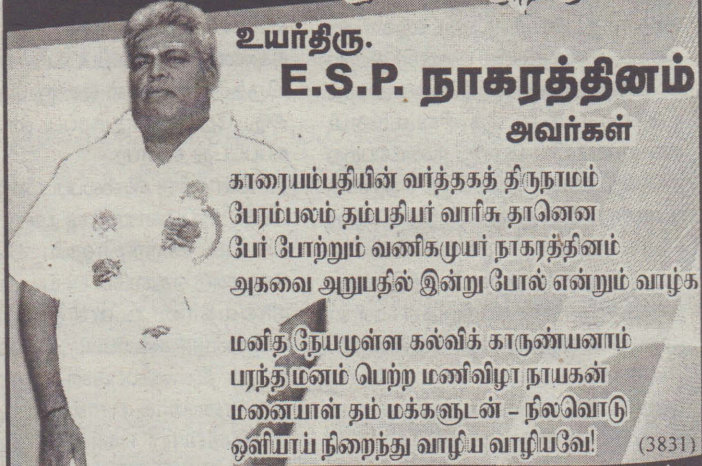 உயர்திரு.
E.S.P. நாகரத்தினம்
அவர்கள்
காரையம்பதியின் வர்த்தகத் திருநாமம்
பேரம்பலம் தம்பதியர் வாரிசு தானென
பேர் போற்றும் வணிகமுயர் நாகரத்தினம்
அகவை அறுபதில் இன்று போல் என்றும் வாழ்க
மனித நேயமுள்ள கல்விக் காருண்யனாம்
பரந்த மனம் பெற்ற மணிவிழா நாயகன்
மனையாள் தம் மக்களுடன் – நிலவொடு
ஒளியாய் நிறைந்து வாழிய வாழியவே! (3831)